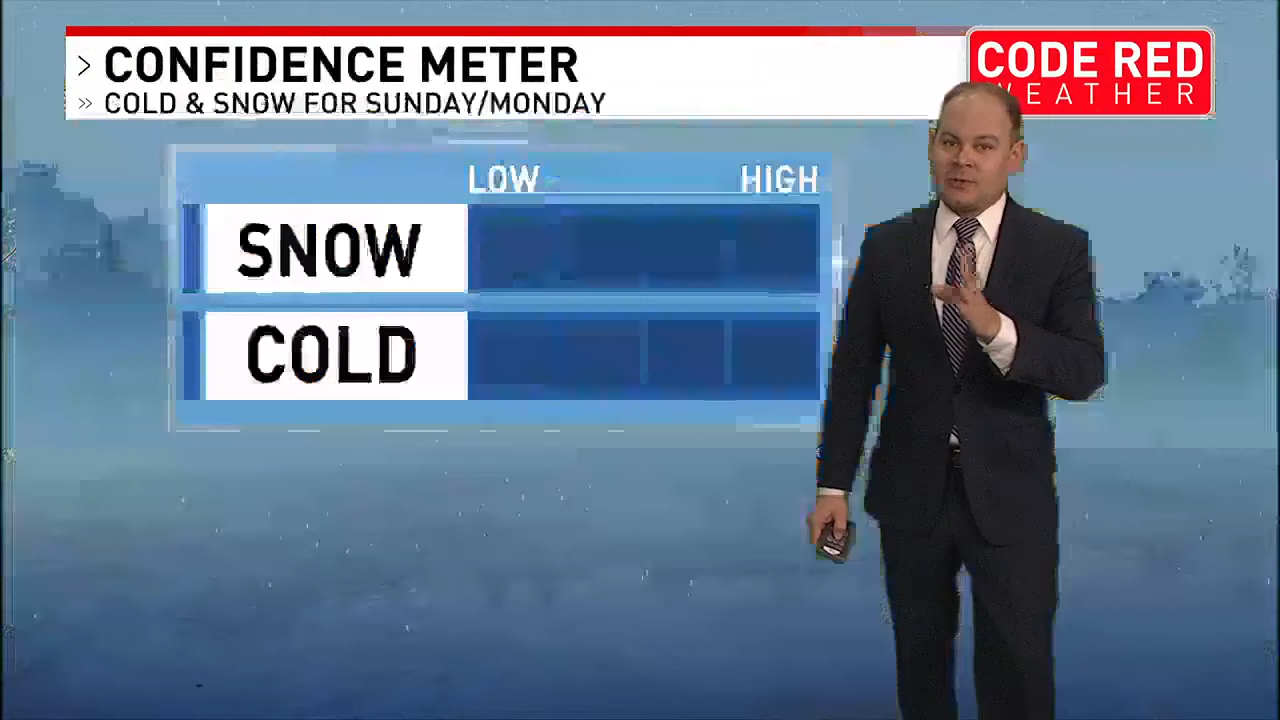 > CONFIDENCE METER
» COLD & SNOW FOR SUNDAY/MONDAY
CODE RED
WEATHER
LOW HIGH
SNOW
COLD